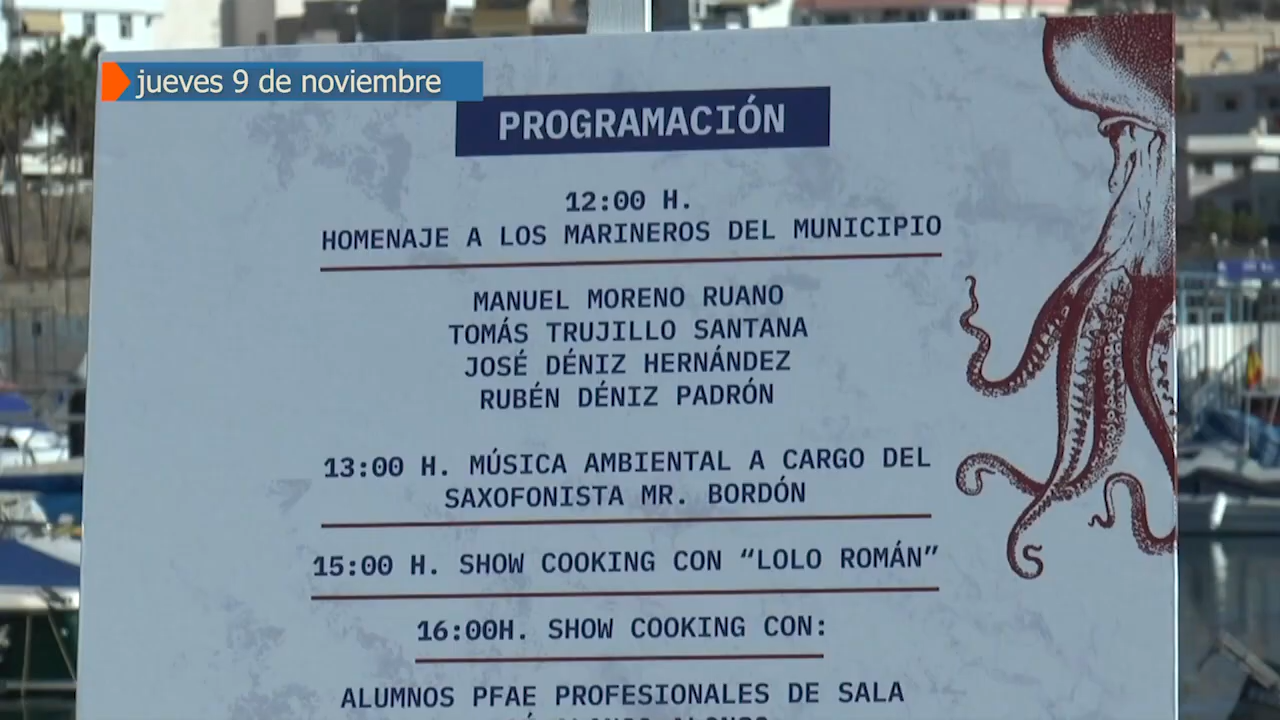 jueves 9 de noviembre
PROGRAMACIÓN
12:00 H.
HOMENAJE A LOS MARINEROS DEL MUNICIPIO
MANUEL MORENO RUANO
TOMÁS TRUJILLO SANTANA
JOSÉ DÉNIZ HERNÁNDEZ
RUBÉN DÉNIZ PADRÓN
13:00 H. MÚSICA AMBIENTAL A CARGO DEL
SAXOFONISTA MR. BORDÓN
15:00 H. SHOW COOKING CON “LOLO ROMÁN”
16:00H. SHOW COOKING CON:
ALUMNOS PFAE PROFESIONALES DE SALA